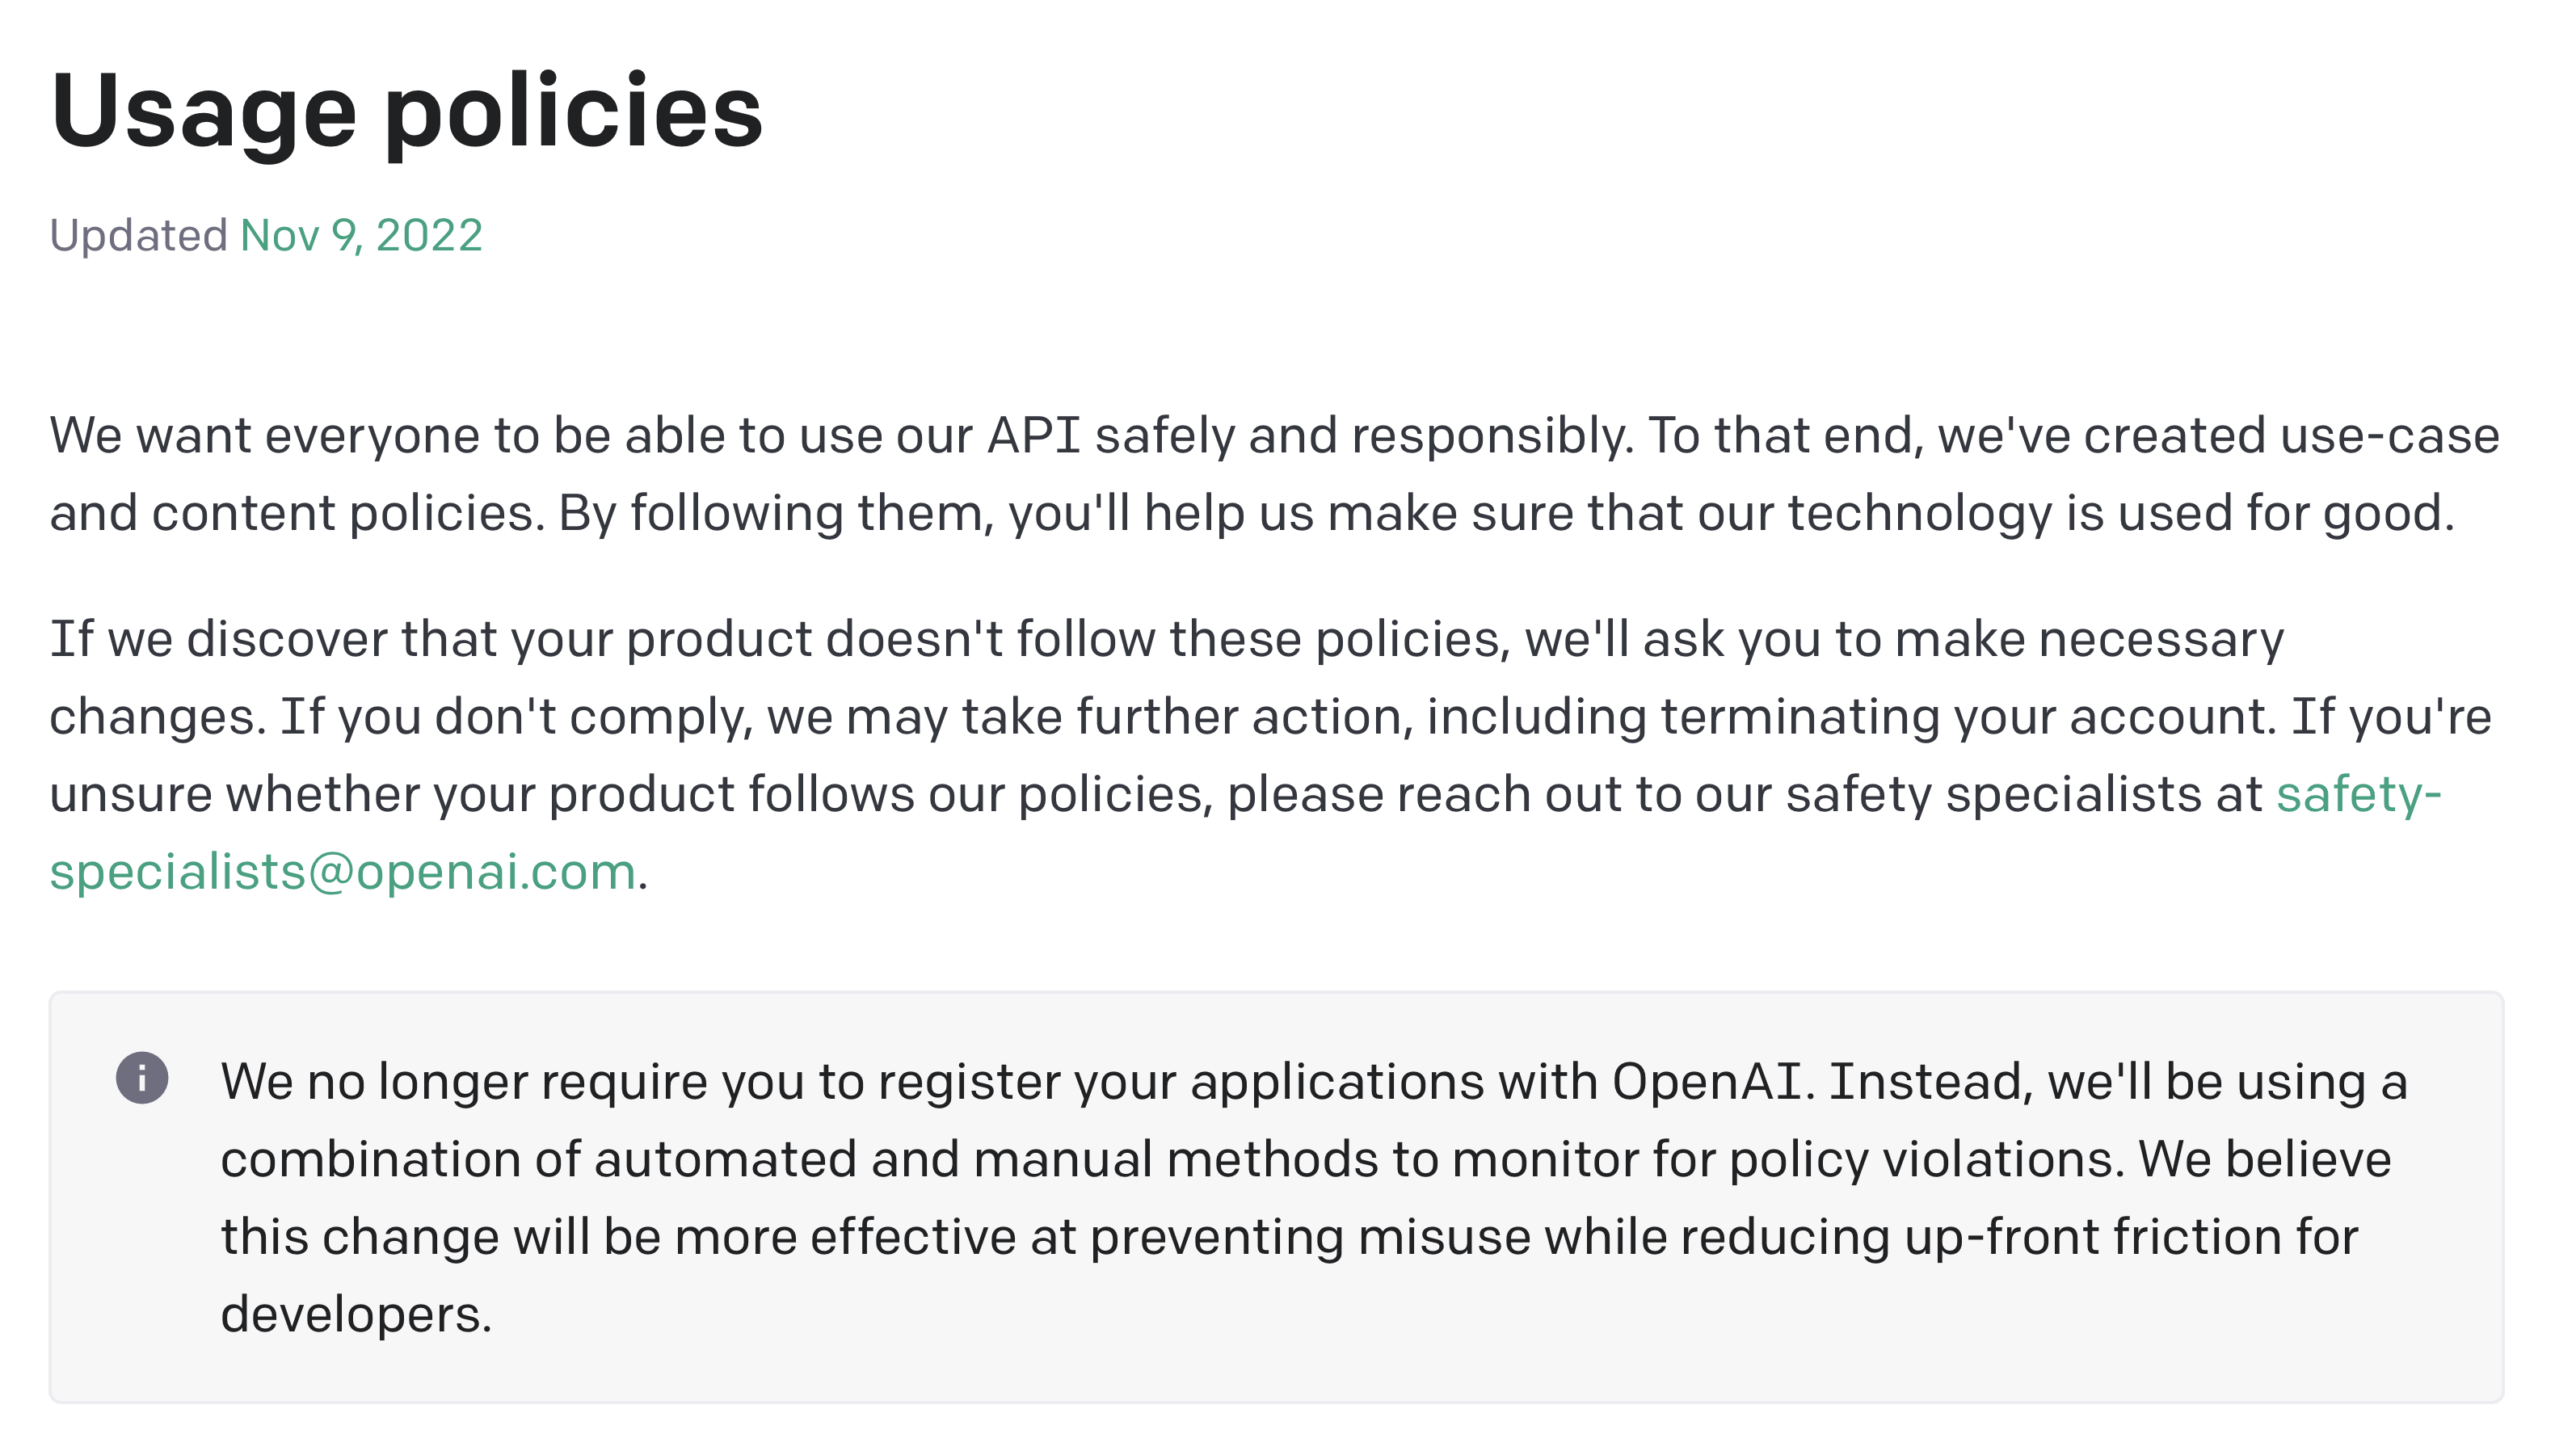 Usage policies
Updated Nov 9, 2022
We want everyone to be able to use our API safely and responsibly. To that end, we've created use-case
and content policies. By following them, you'll help us make sure that our technology is used for good.
If we discover that your product doesn't follow these policies, we'll ask you to make necessary
changes. If you don't comply, we may take further action, including terminating your account. If you're
unsure whether your product follows our policies, please reach out to our safety specialists at safety-
specialists@openai.com.
We no longer require you to register your applications with OpenAI. Instead, we'll be using a
combination of automated and manual methods to monitor for policy violations. We believe
this change will be more effective at preventing misuse while reducing up-front friction for
developers.